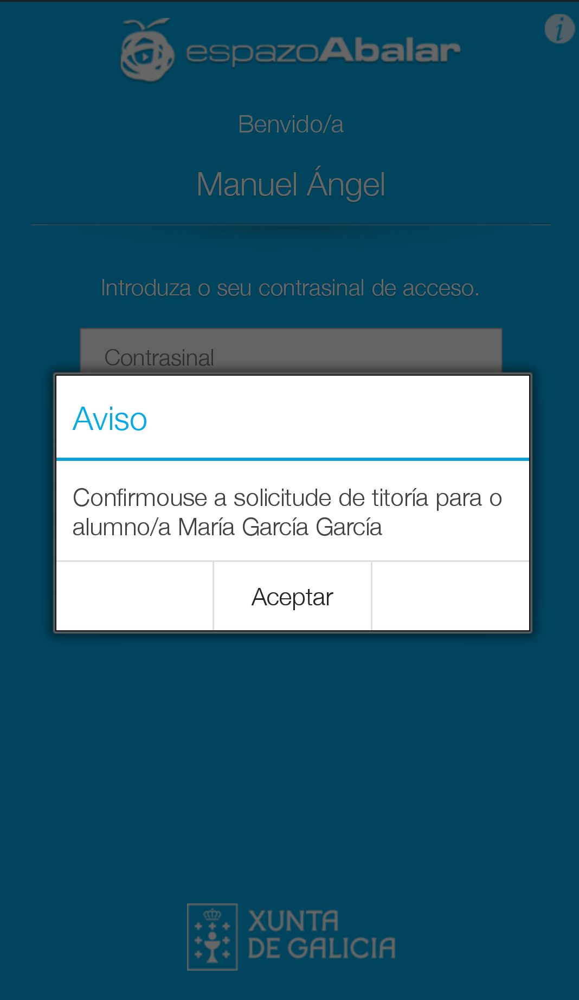 espazoAbalar
i
Benvido/a
Manuel Ángel
Introduza o seu contrasinal de acceso.
Contrasinal
Aviso
Confirmouse a solicitude de titoría para o
alumno/a María García García
Aceptar
XUNTA
DE GALICIA